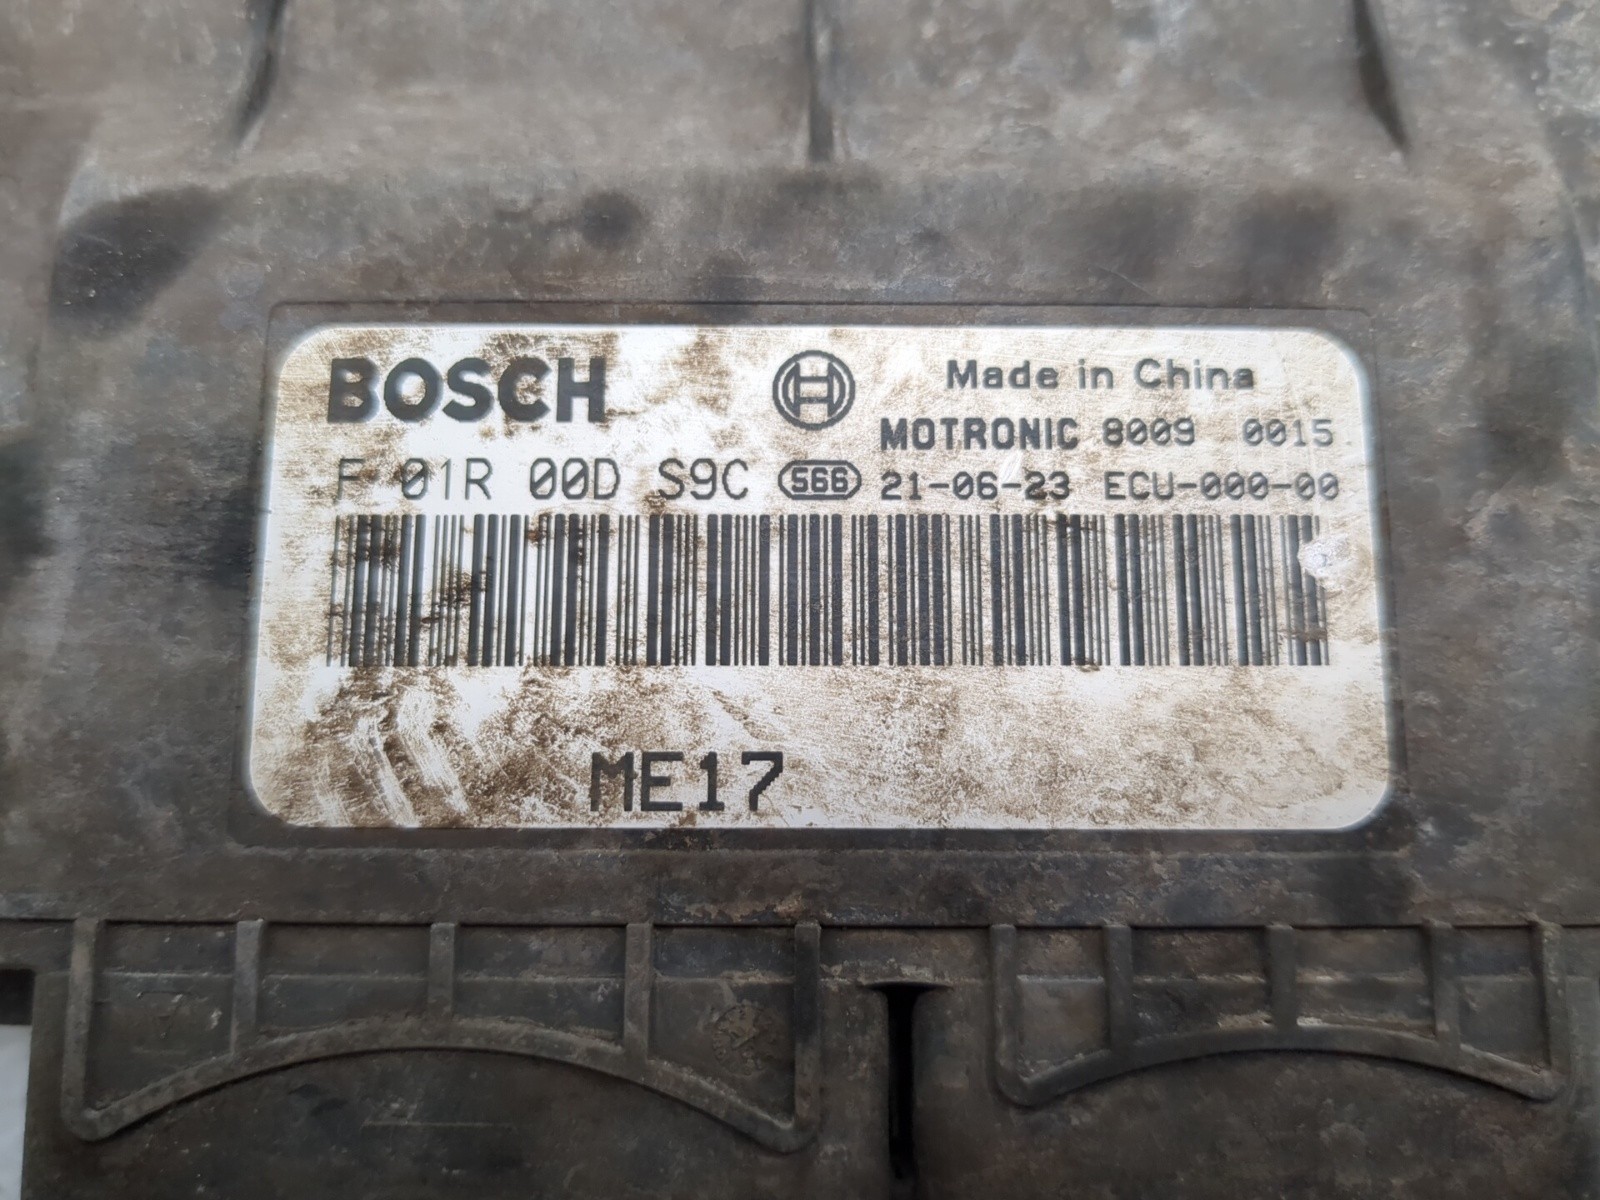 BOSCH Made in China
MOTRONIC 8009 0015
F 01R 00D S9C 566 21-06-23 ECU-000-00
ME17